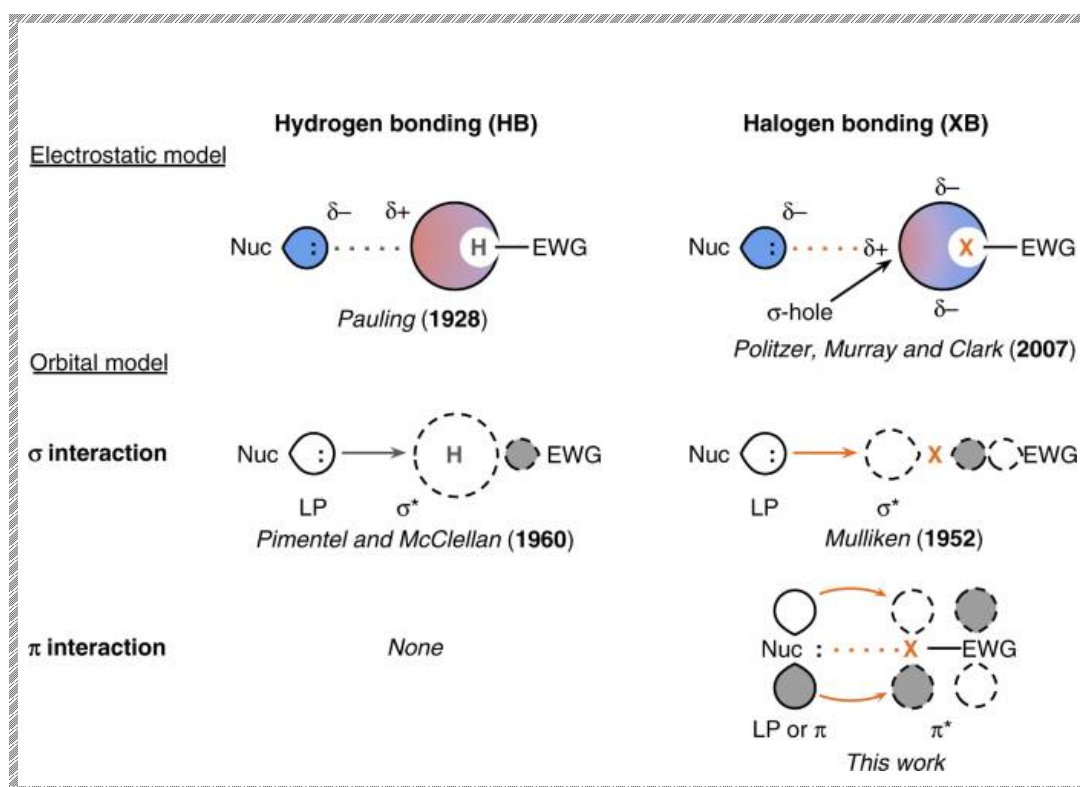 Hydrogen bonding (HB) Halogen bonding (XB)
Electrostatic model
δ– δ+ δ– δ–
Nuc : H EWG Nuc : δ+ X EWG
σ-hole δ–
Pauling (1928) Politzer, Murray and Clark (2007)
Orbital model
σ interaction Nuc : H EWG Nuc : X EWG
LP σ* LP σ*
Pimentel and McClellan (1960) Mulliken (1952)
π interaction None Nuc : X EWG
LP or π π*
This work